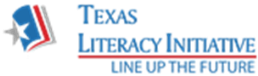 TEXAS
LITERACY INITIATIVE
LINE UP THE FUTURE